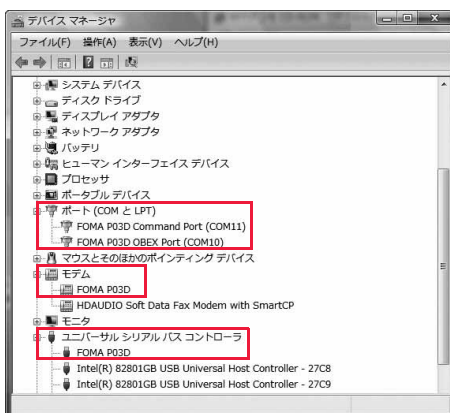 デバイス マネージャ
ファイル(F) 操作(A) 表示(V) ヘルプ(H)
システム デバイス
ディスク ドライブ
ディスプレイ アダプタ
ネットワーク アダプタ
バッテリ
ヒューマン インターフェイス デバイス
プロセッサ
ポータブル デバイス
ポート (COM と LPT)
FOMA P03D Command Port (COM11)
FOMA P03D OBEX Port (COM10)
マウスとそのほかのポインティング デバイス
モデム
FOMA P03D
HDAUDIO Soft Data Fax Modem with SmartCP
モニタ
ユニバーサル シリアル バス コントローラ
FOMA P03D
Intel(R) 82801GB USB Universal Host Controller - 27C8
Intel(R) 82801GB USB Universal Host Controller - 27C9